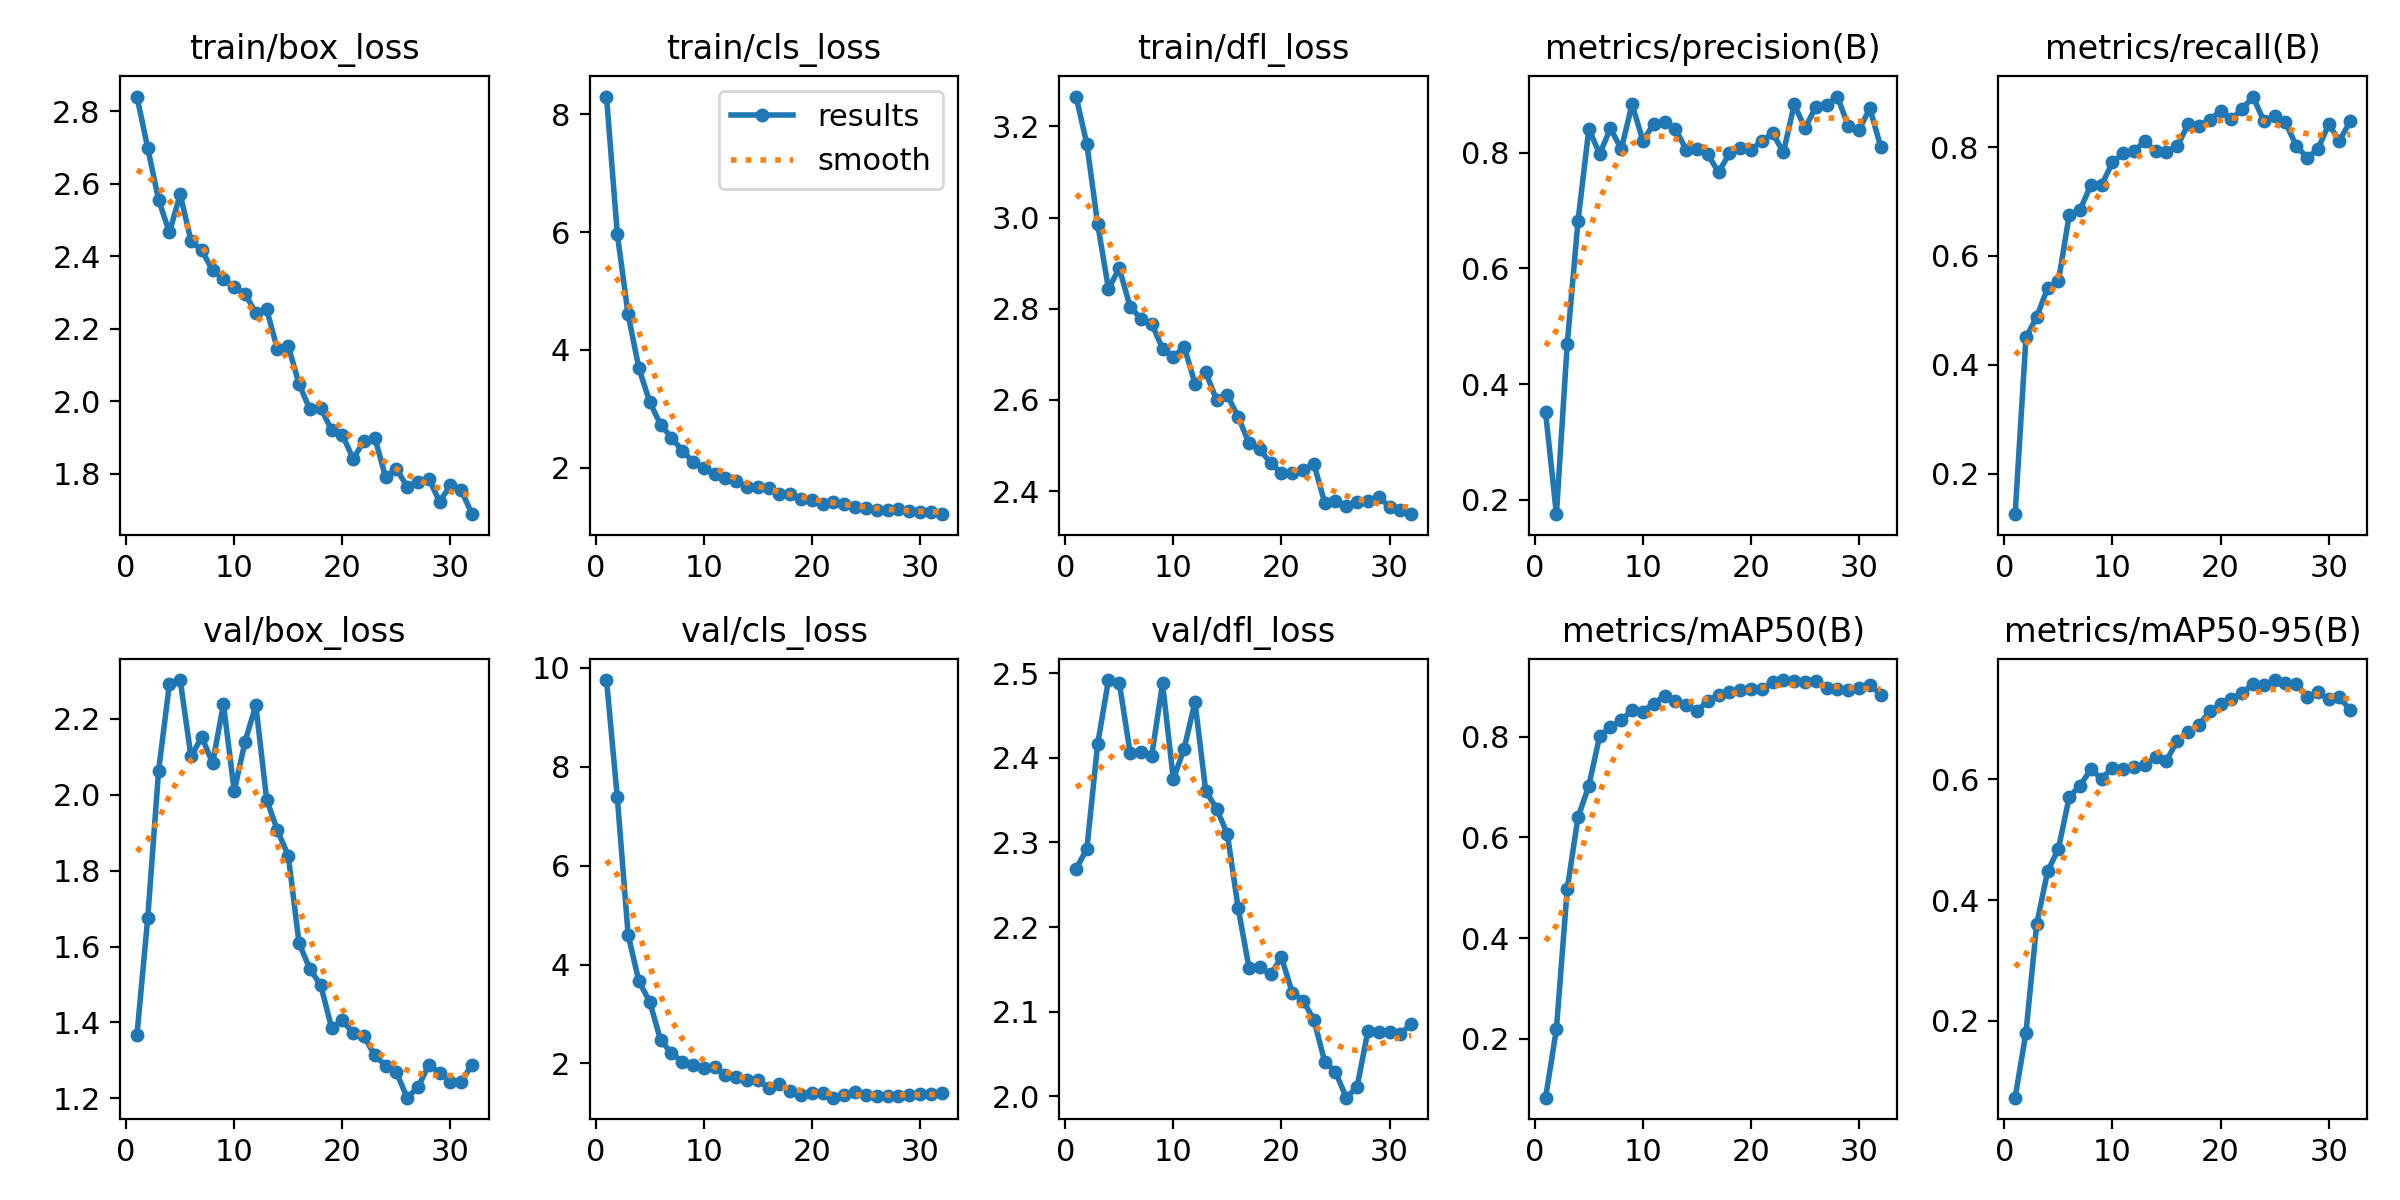 train/box_loss
2.8
2.6
2.4
2.2
2.0
1.8
0 10 20 30
train/cls_loss
results
smooth
8
6
4
2
0 10 20 30
train/dfl_loss
3.2
3.0
2.8
2.6
2.4
0 10 20 30
metrics/precision(B)
0.8
0.6
0.4
0.2
0 10 20 30
metrics/recall(B)
0.8
0.6
0.4
0.2
0 10 20 30
val/box_loss
2.2
2.0
1.8
1.6
1.4
1.2
0 10 20 30
val/cls_loss
10
8
6
4
2
0 10 20 30
val/dfl_loss
2.5
2.4
2.3
2.2
2.1
2.0
0 10 20 30
metrics/mAP50(B)
0.8
0.6
0.4
0.2
0 10 20 30
metrics/mAP50-95(B)
0.6
0.4
0.2
0 10 20 30